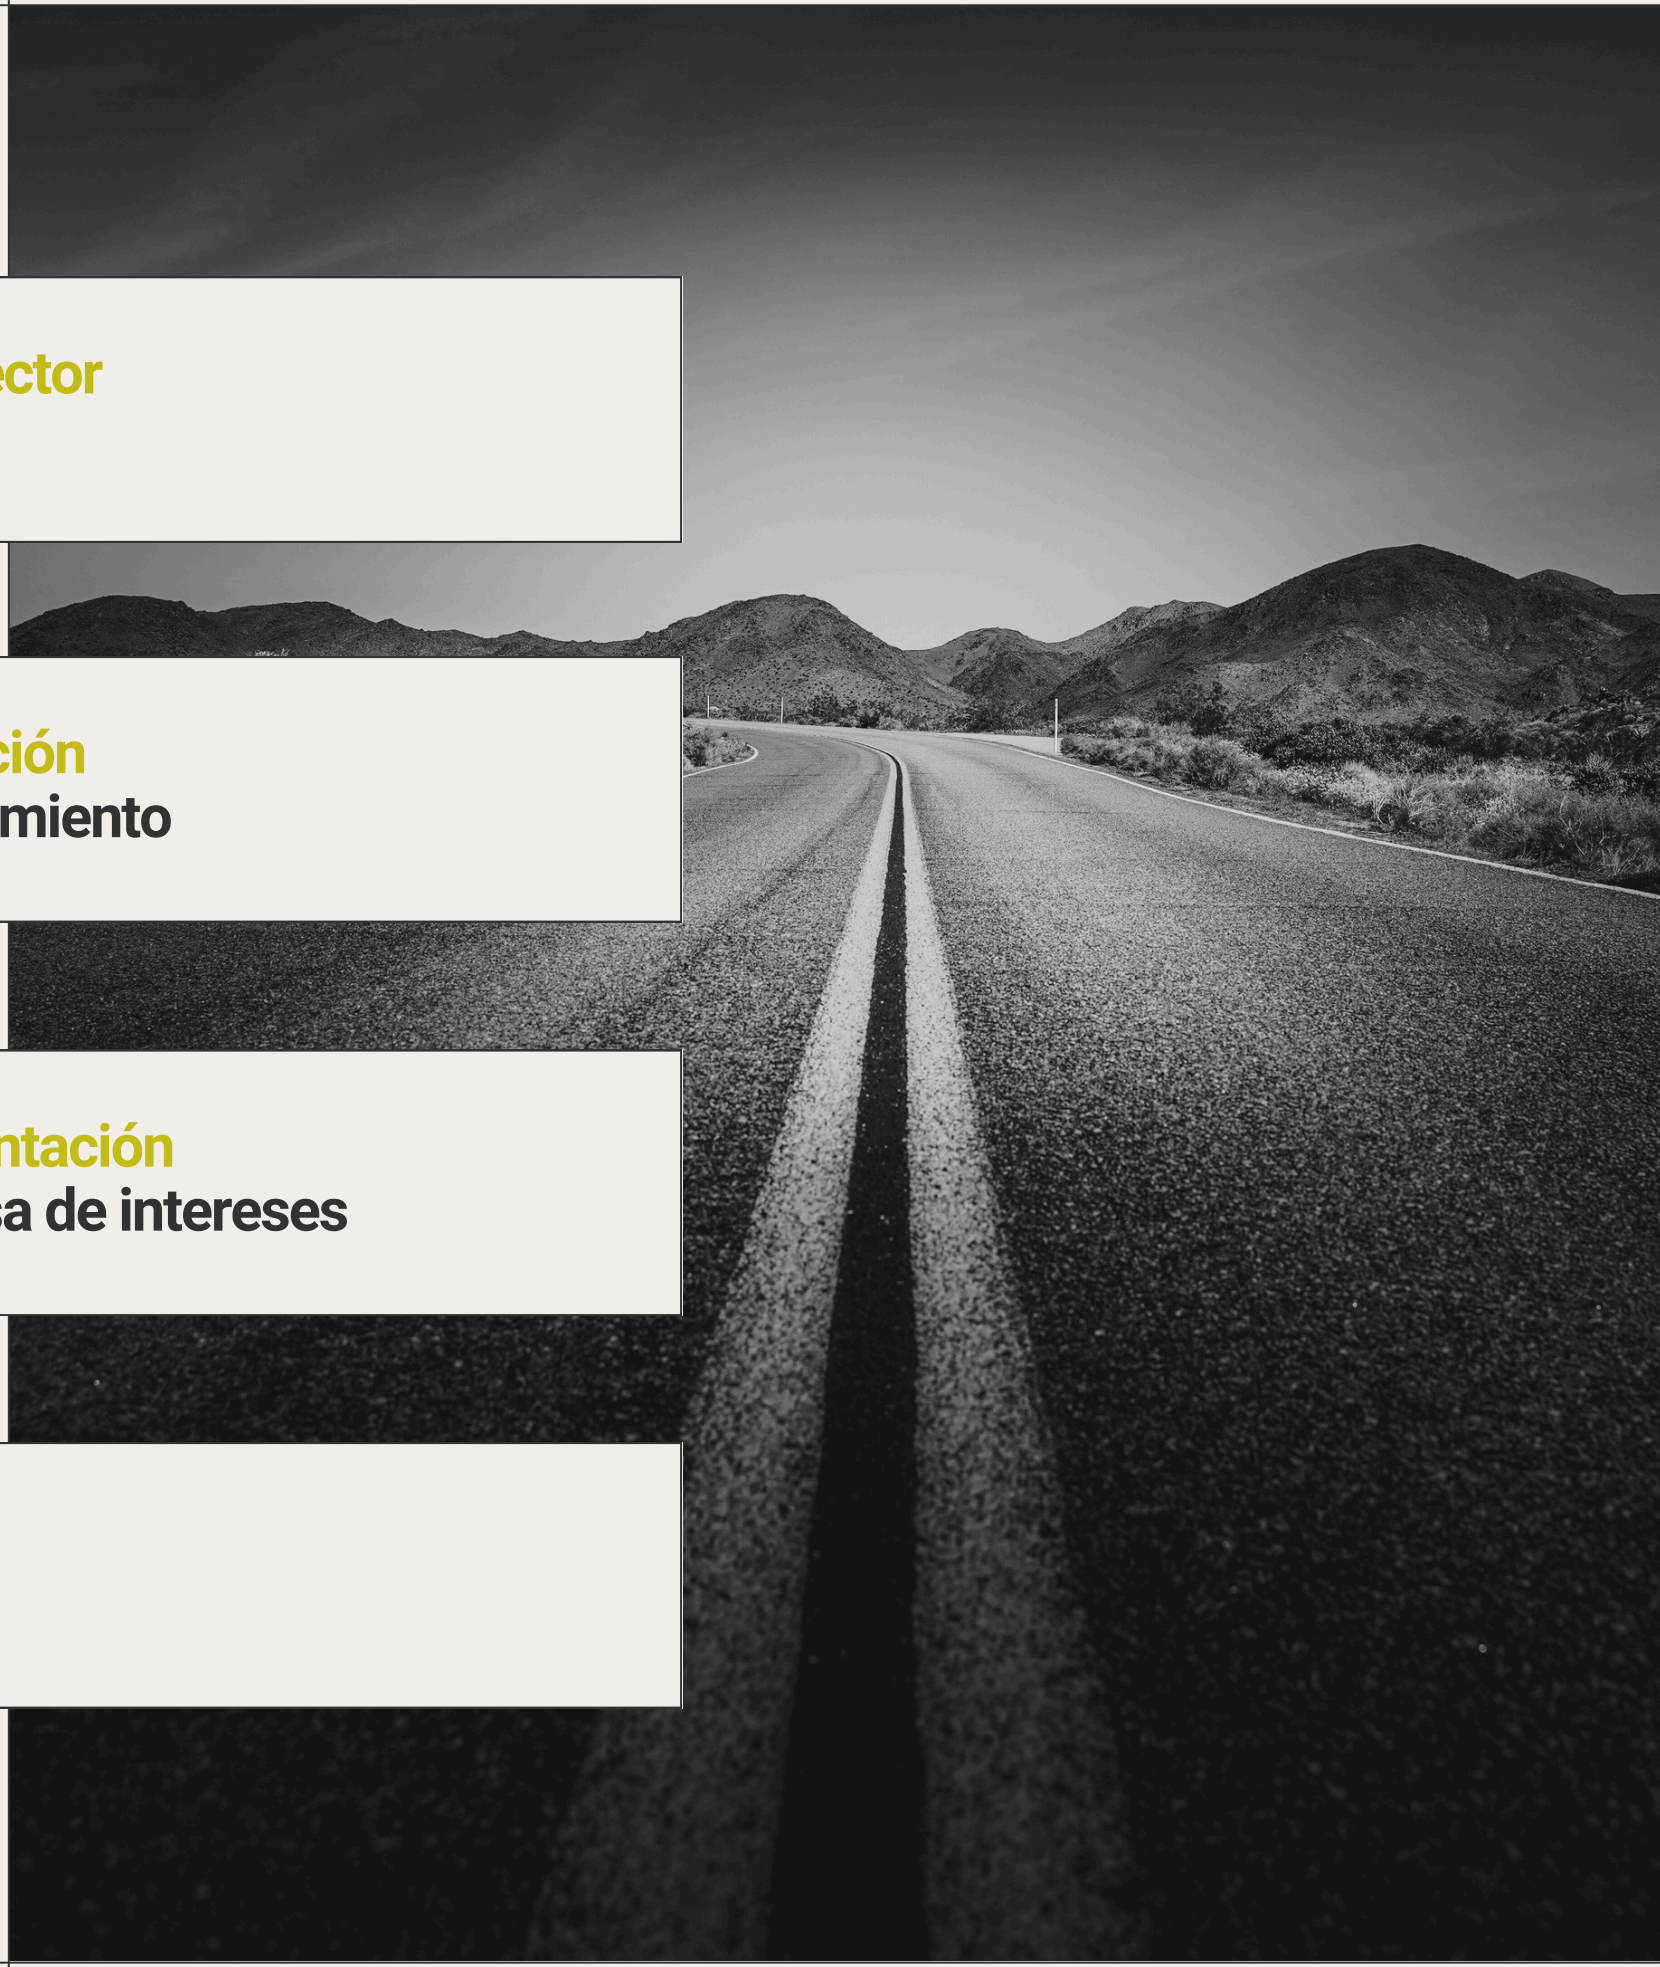 ector
ción
miento
ntación
sa de intereses